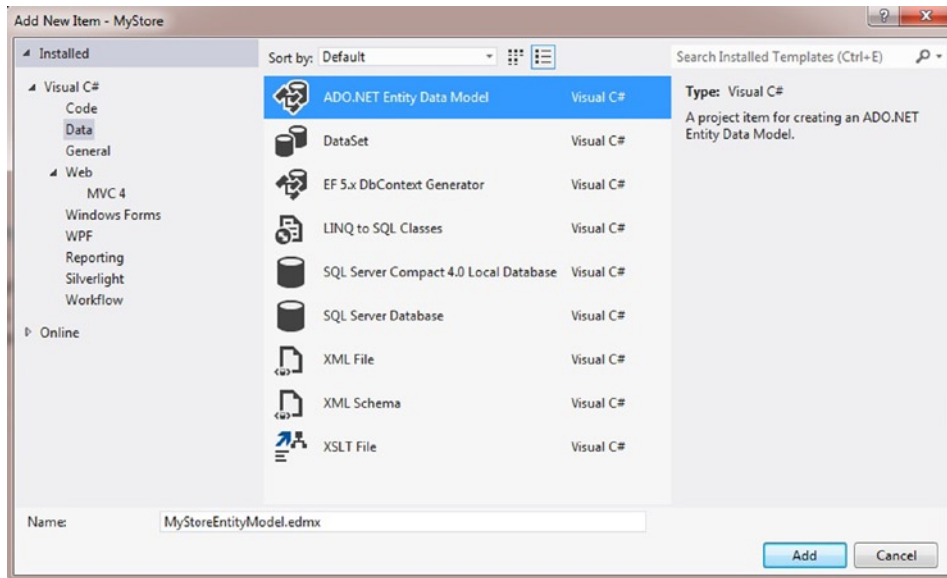 Add New Item - MyStore
Installed
Sort by: Default
Search Installed Templates (Ctrl+E)
Visual C#
Code
Data
General
Web
MVC 4
Windows Forms
WPF
Reporting
Silverlight
Workflow
Online
ADO.NET Entity Data Model Visual C#
DataSet Visual C#
EF 5.x DbContext Generator Visual C#
LINQ to SQL Classes Visual C#
SQL Server Compact 4.0 Local Database Visual C#
SQL Server Database Visual C#
XML File Visual C#
XML Schema Visual C#
XSLT File Visual C#
Type: Visual C#
A project item for creating an ADO.NET
Entity Data Model.
Name: MyStoreEntityModel.edmx
Add Cancel